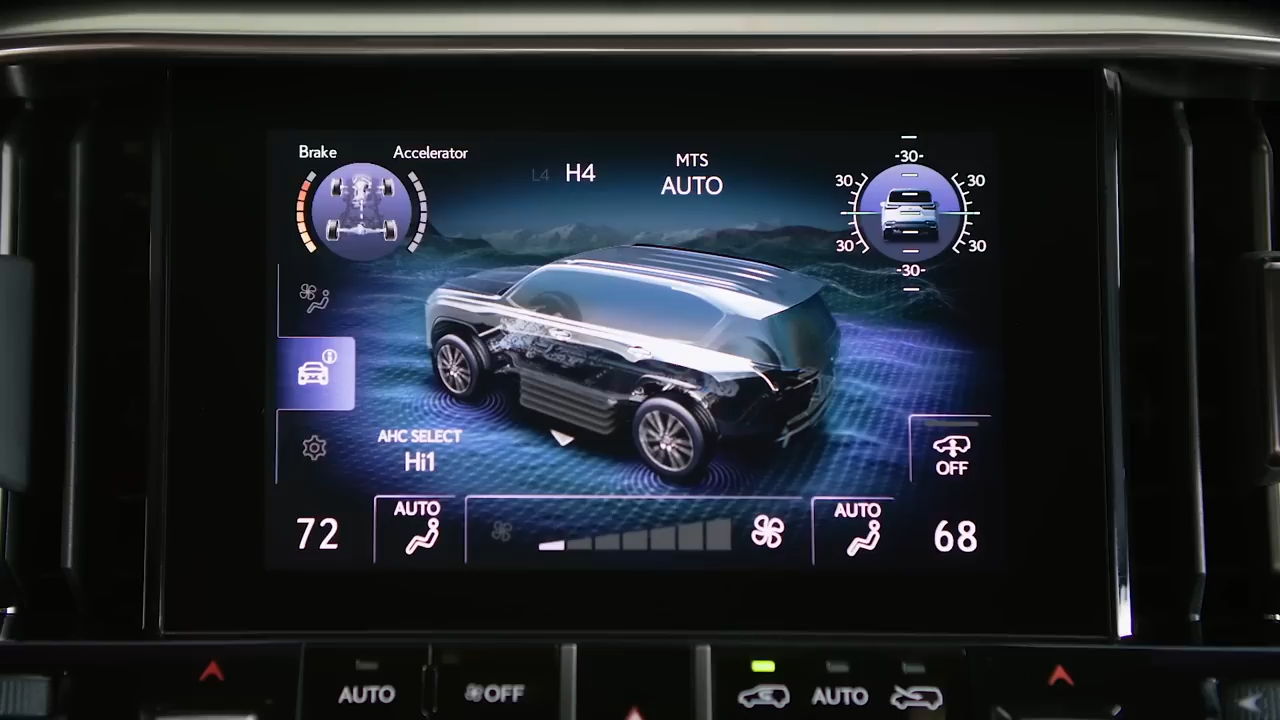 Brake
Accelerator
L4 H4
MTS
AUTO
-30-
30
30
30
30
-30-
AHC SELECT
Hi1
OFF
72
AUTO
AUTO
68
AUTO
OFF
AUTO